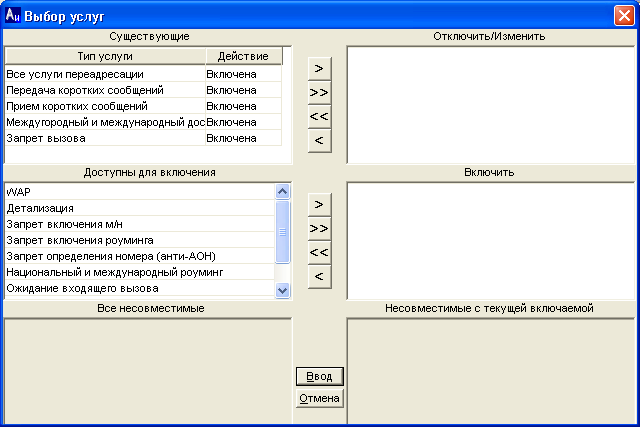 Аи Выбор услуг
Существующие
Отключить/Изменить
Тип услуги Действие
Все услуги переадресации Включена
Передача коротких сообщений Включена
Прием коротких сообщений Включена
Междугородный и международный дос Включена
Запрет вызова Включена
>
>>
<<
<
Доступны для включения
Включить
WAP
Детализация
Запрет включения м/н
Запрет включения роуминга
Запрет определения номера (анти-АОН)
Национальный и международный роуминг
Ожидание входящего вызова
>
>>
<<
<
Все несовместимые
Несовместимые с текущей включаемой
Ввод
Отмена